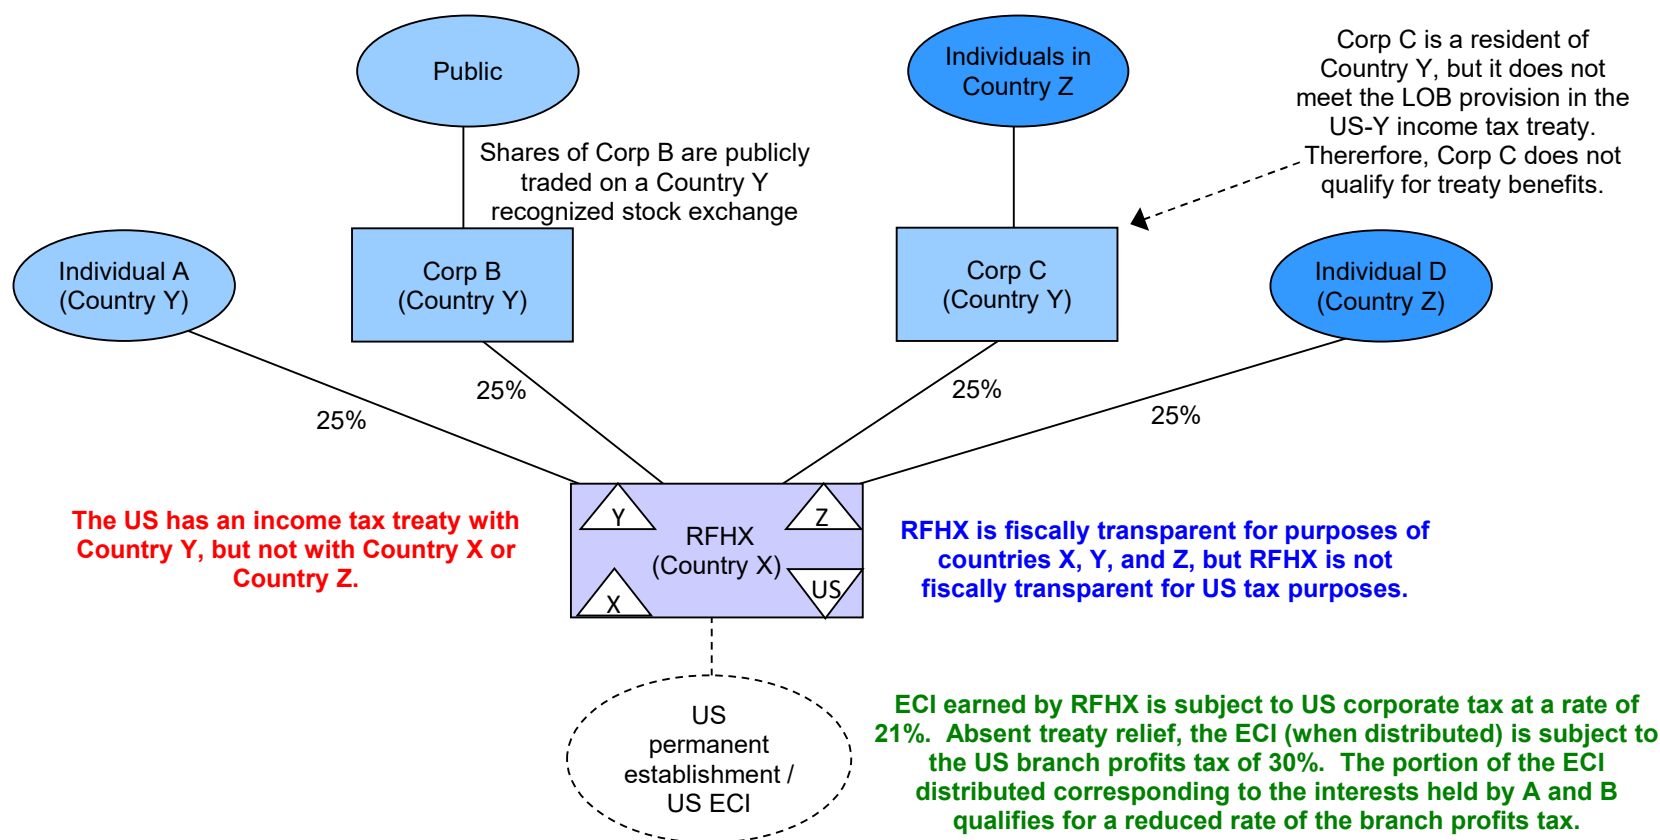 Public
Individuals in
Country Z
Corp C is a resident of
Country Y, but it does not
meet the LOB provision in the
US-Y income tax treaty.
Thererfore, Corp C does not
qualify for treaty benefits.
Shares of Corp B are publicly
traded on a Country Y
recognized stock exchange
Individual A
(Country Y)
Corp B
(Country Y)
Corp C
(Country Y)
Individual D
(Country Z)
25%
25%
25%
25%
The US has an income tax treaty with
Country Y, but not with Country X or
Country Z.
Y
Z
RFHX
(Country X)
X
US
RFHX is fiscally transparent for purposes of
countries X, Y, and Z, but RFHX is not
fiscally transparent for US tax purposes.
US
permanent
establishment /
US ECI
ECI earned by RFHX is subject to US corporate tax at a rate of
21%.  Absent treaty relief, the ECI (when distributed) is subject to
the US branch profits tax of 30%.  The portion of the ECI
distributed corresponding to the interests held by A and B
qualifies for a reduced rate of the branch profits tax.